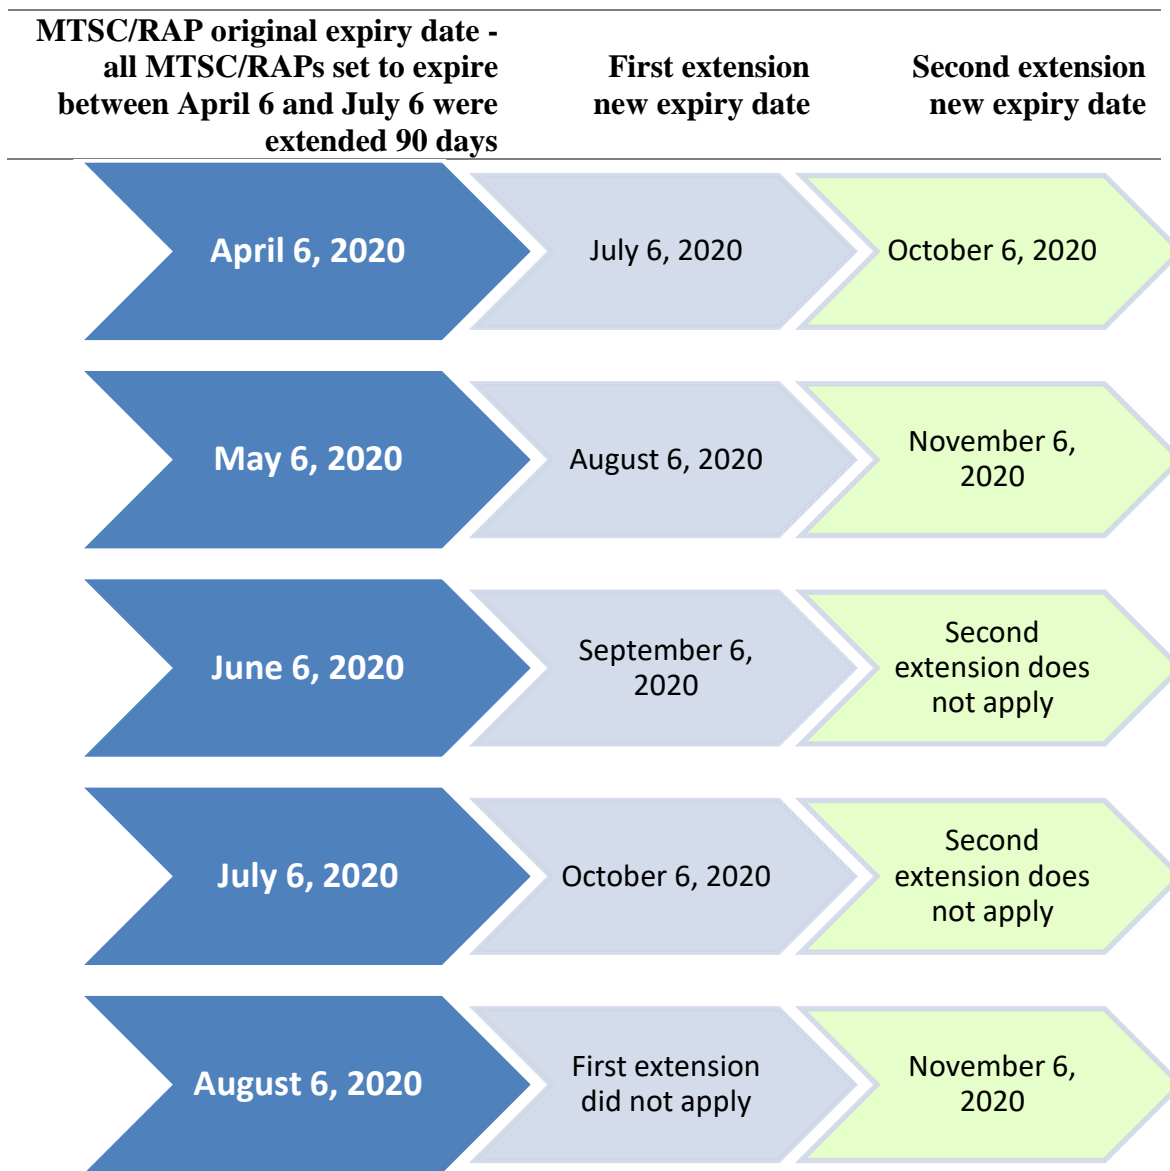 MTSC/RAP original expiry date -
all MTSC/RAPs set to expire
between April 6 and July 6 were
extended 90 days
First extension
new expiry date
Second extension
new expiry date
April 6, 2020
July 6, 2020
October 6, 2020
May 6, 2020
August 6, 2020
November 6,
2020
June 6, 2020
September 6,
2020
Second
extension does
not apply
July 6, 2020
October 6, 2020
Second
extension does
not apply
August 6, 2020
First extension
did not apply
November 6,
2020